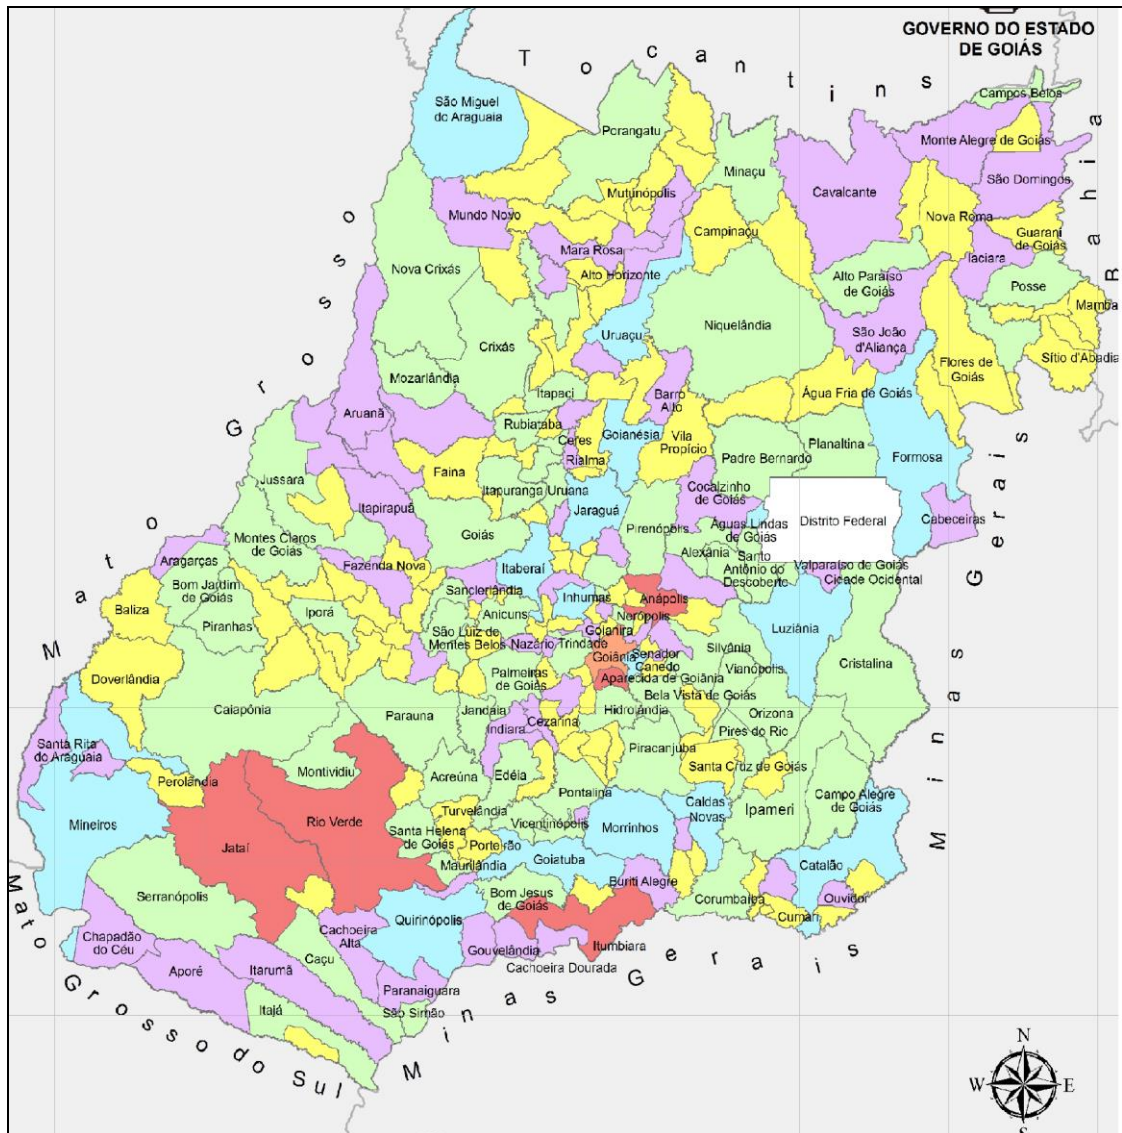 GOVERNO DO ESTADO
DE GOIÁS
Tocantins
Bahia
Campos Belos
São Miguel
do Araguaia
Porangatu
Monte Alegre de Goiás
Minaçu
São Domingos
Cavalcante
Mutunópolis
Mundo Novo
Nova Roma
Campinaçu
Guarani
de Goiás
Mara Rosa
Iaciara
Nova Crixás
Alto Horizonte
Alto Paraíso
de Goiás
Posse
Mamba
Niquelândia
Uruaçu
São João
d'Aliança
Crixás
Sítio d'Abadia
Flores de
Goiás
Mozarlândia
Itapaci
Barro
Alto
Água Fria de Goiás
Mato Grosso
Aruanã
Rubiataba
Ceres
Goianésia
Vila
Propício
Planaltina
Formosa
Rialma
Padre Bernardo
Faina
Jussara
Itapuranga
Uruana
Cocalzinho
de Goiás
Itapirapuã
Jaraguá
Distrito Federal
Cabeceiras
Goiás
Pirenópolis
Águas Lindas
de Goiás
Montes Claros
de Goiás
Alexânia
Santo
Antônio do
Descoberto
Aragarças
Fazenda Nova
Itaberaí
Valparaíso de Goiás
Cidade Ocidental
Bom Jardim
de Goiás
Sanclerlândia
Inhumas
Anápolis
Baliza
Iporá
Anicuns
Nerópolis
Piranhas
São Luiz de
Montes Belos
Goianira
Luziânia
Nazário
Trindade
Silvânia
Goiânia
Senador
Canedo
Vianópolis
Cristalina
Doverlândia
Palmeiras
de Goiás
Aparecida de Goiânia
Bela Vista de Goiás
Caiapônia
Parauna
Jandaia
Hidrolândia
Orizona
Minas Gerais
Cezarina
Indiara
Pires do Rio
Santa Rita
do Araguaia
Piracanjuba
Montividiu
Acreúna
Edéia
Santa Cruz de Goiás
Perolândia
Pontalina
Campo Alegre
de Goiás
Caldas
Novas
Ipameri
Turvelândia
Mineiros
Rio Verde
Vicentinópolis
Morrinhos
Santa Helena
de Goiás
Porteirão
Jataí
Goiatuba
Catalão
Maurilândia
Buriti Alegre
Serranópolis
Bom Jesus
de Goiás
Corumbaíba
Ouvidor
Quirinópolis
Cumari
Cachoeira
Alta
Chapadão
do Céu
Gouvelândia
Itumbiara
Caçu
Cachoeira Dourada
Aporé
Itarumã
Paranaiguara
Itajá
São Simão
Minas Gerais
Mato Grosso do Sul
N
W
E
S